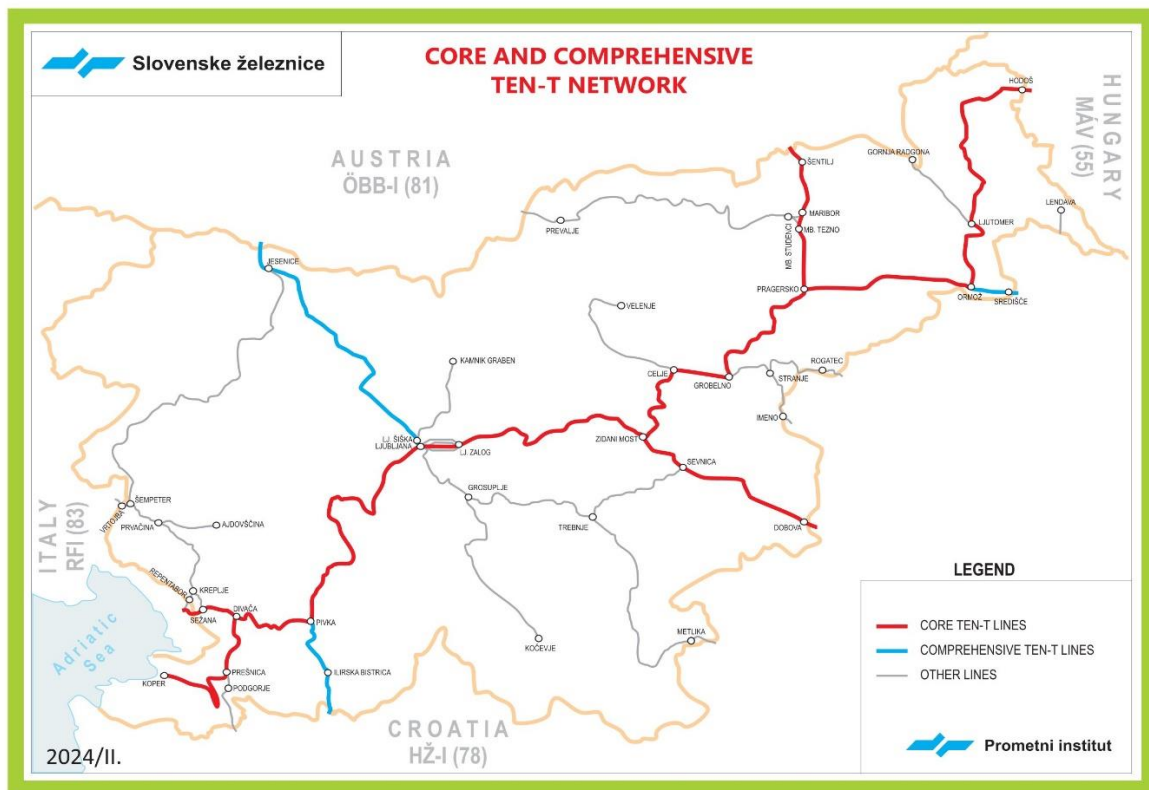 Slovenske železnice
CORE AND COMPREHENSIVE
TEN-T NETWORK
AUSTRIA
ÖBB-I (81)
HUNGARY
MÁV (55)
HODOŠ
ŠENTILJ
GORNJA RADGONA
LENDAVA
PREVALJE
MARIBOR
MB. STUDENCI
MB. TEZNO
LJUTOMER
JESENICE
PRAGERSKO
ORMOŽ
SREDIŠČE
VELENJE
KAMNIK GRABEN
CELJE
GROBELNO
ROGATEC
STRANJE
IMENO
LJ. ŠIŠKA
LJUBLJANA
LJ. ZALOG
ZIDANI MOST
SEVNICA
GROSUPLJE
ŠEMPETER
VRTOJBA
PRVAČINA
AJDOVŠČINA
TREBNJE
DOBOVA
ITALY
RFI (83)
REPENTABOR
KREPLJE
SEŽANA
DIVAČA
PIVKA
KOČEVJE
METLIKA
Adriatic
Sea
PREŠNICA
ILIRSKA BISTRICA
KOPER
PODGORJE
CROATIA
HŽ-I (78)
LEGEND
CORE TEN-T LINES
COMPREHENSIVE TEN-T LINES
OTHER LINES
Prometni institut
2024/II.